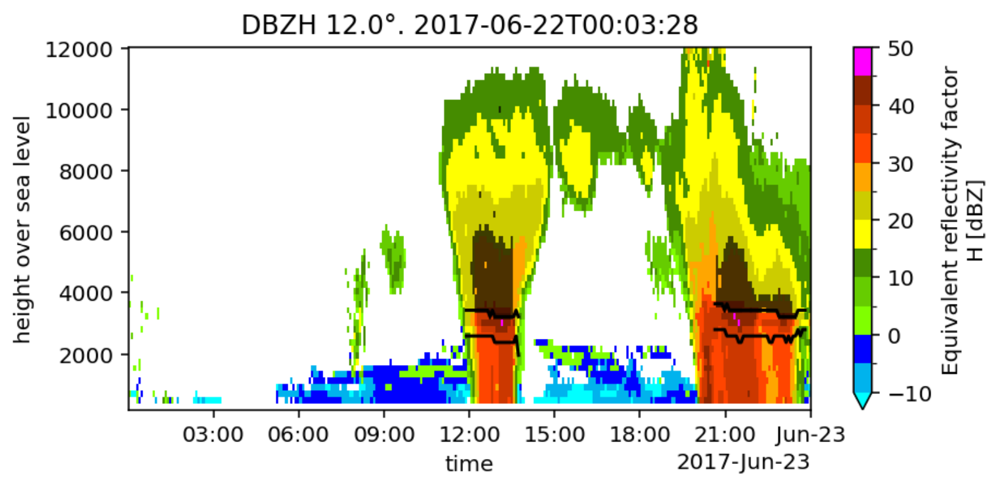 DBZH 12.0°. 2017-06-22T00:03:28
12000
10000
8000
6000
4000
2000
height over sea level
03:00
06:00
09:00
12:00
15:00
18:00
21:00
Jun-23
time
2017-Jun-23
50
40
30
20
10
0
−10
Equivalent reflectivity factor
H [dBZ]